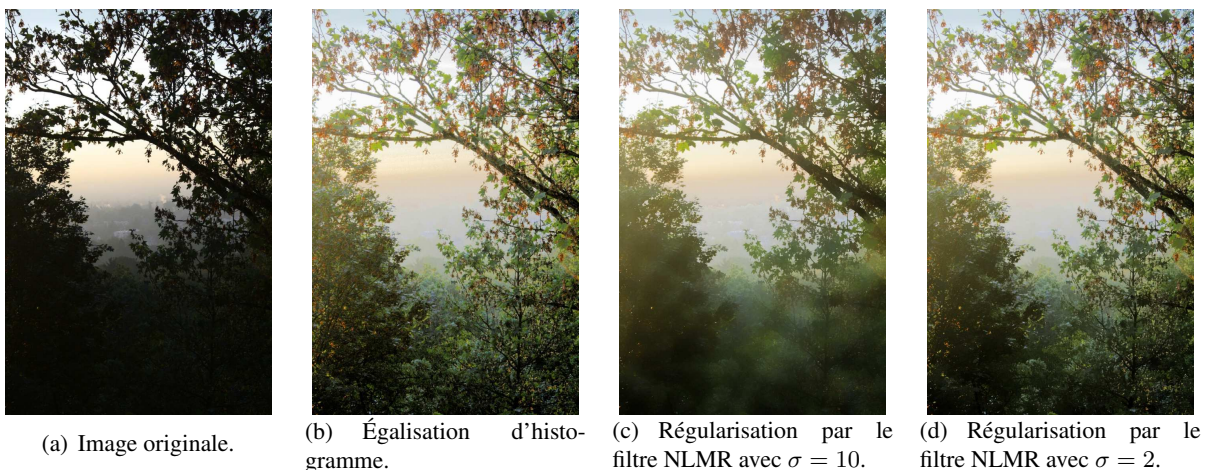 (a) Image originale.
(b) Égalisation d'histo-
gramme.
(c) Régularisation par le
filtre NLMR avec σ = 10.
(d) Régularisation par le
filtre NLMR avec σ = 2.